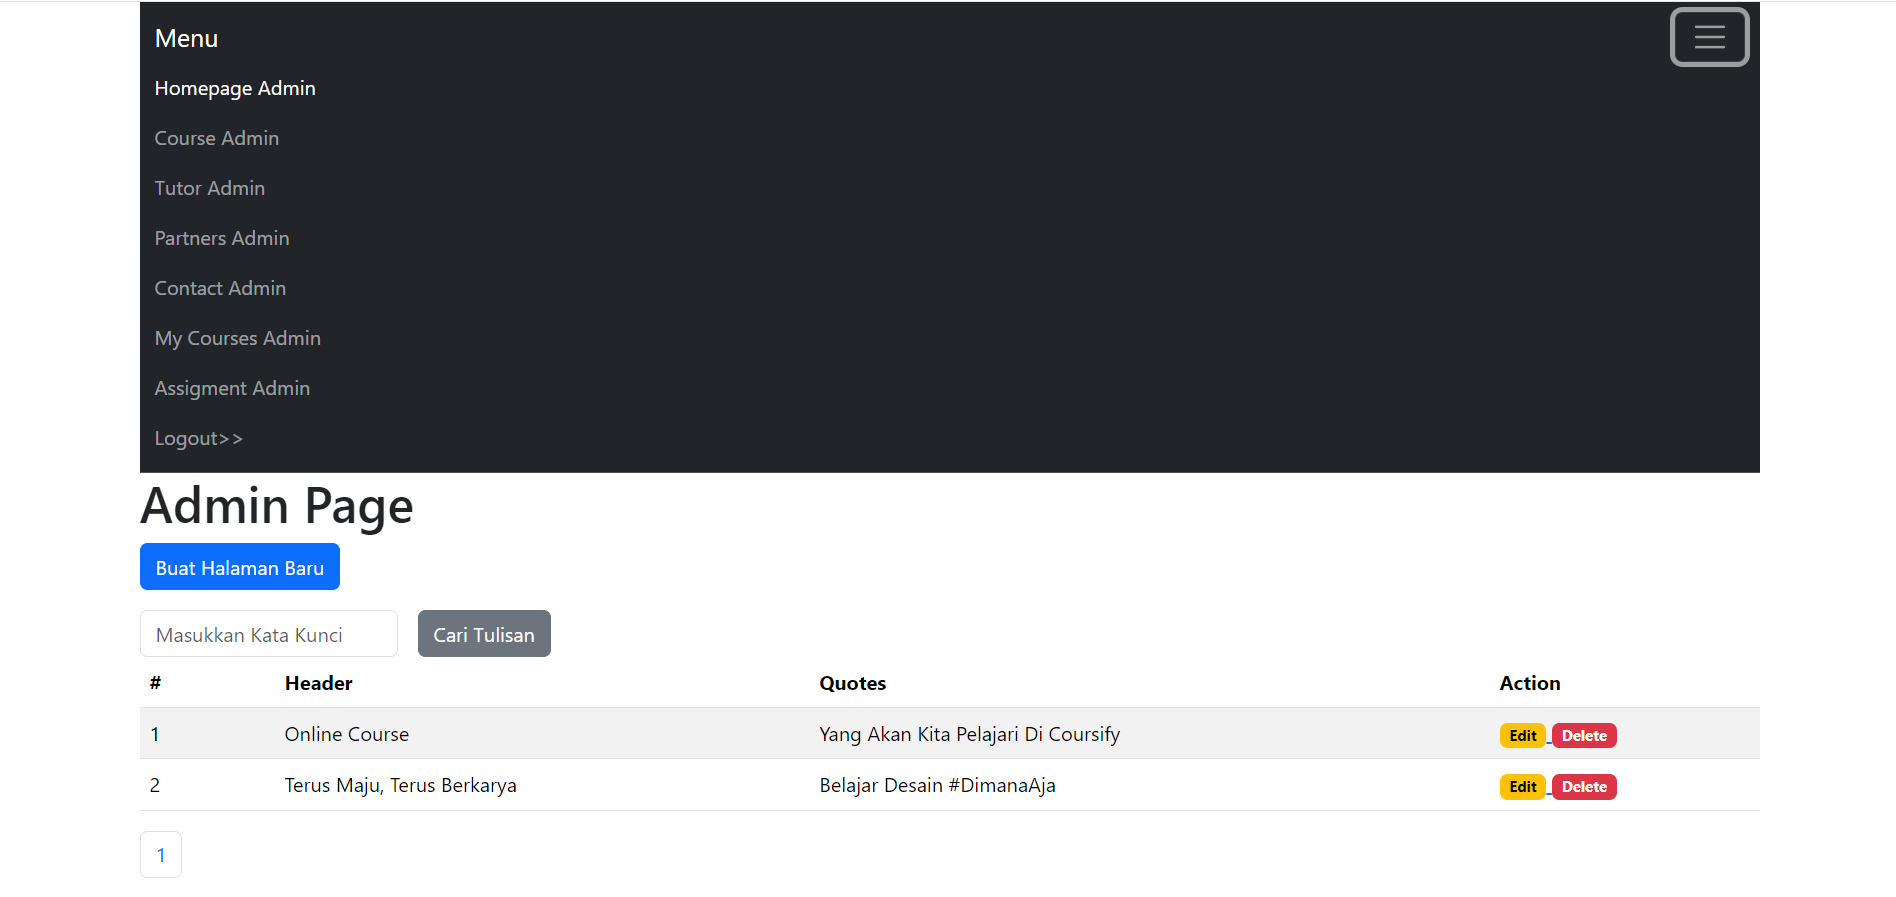 Menu
Homepage Admin
Course Admin
Tutor Admin
Partners Admin
Contact Admin
My Courses Admin
Assigment Admin
Logout>>
Admin Page
Buat Halaman Baru
Masukkan Kata Kunci Cari Tulisan
# Header Quotes Action
1 Online Course Yang Akan Kita Pelajari Di Coursify Edit Delete
2 Terus Maju, Terus Berkarya Belajar Desain #DimanaAja Edit Delete
1